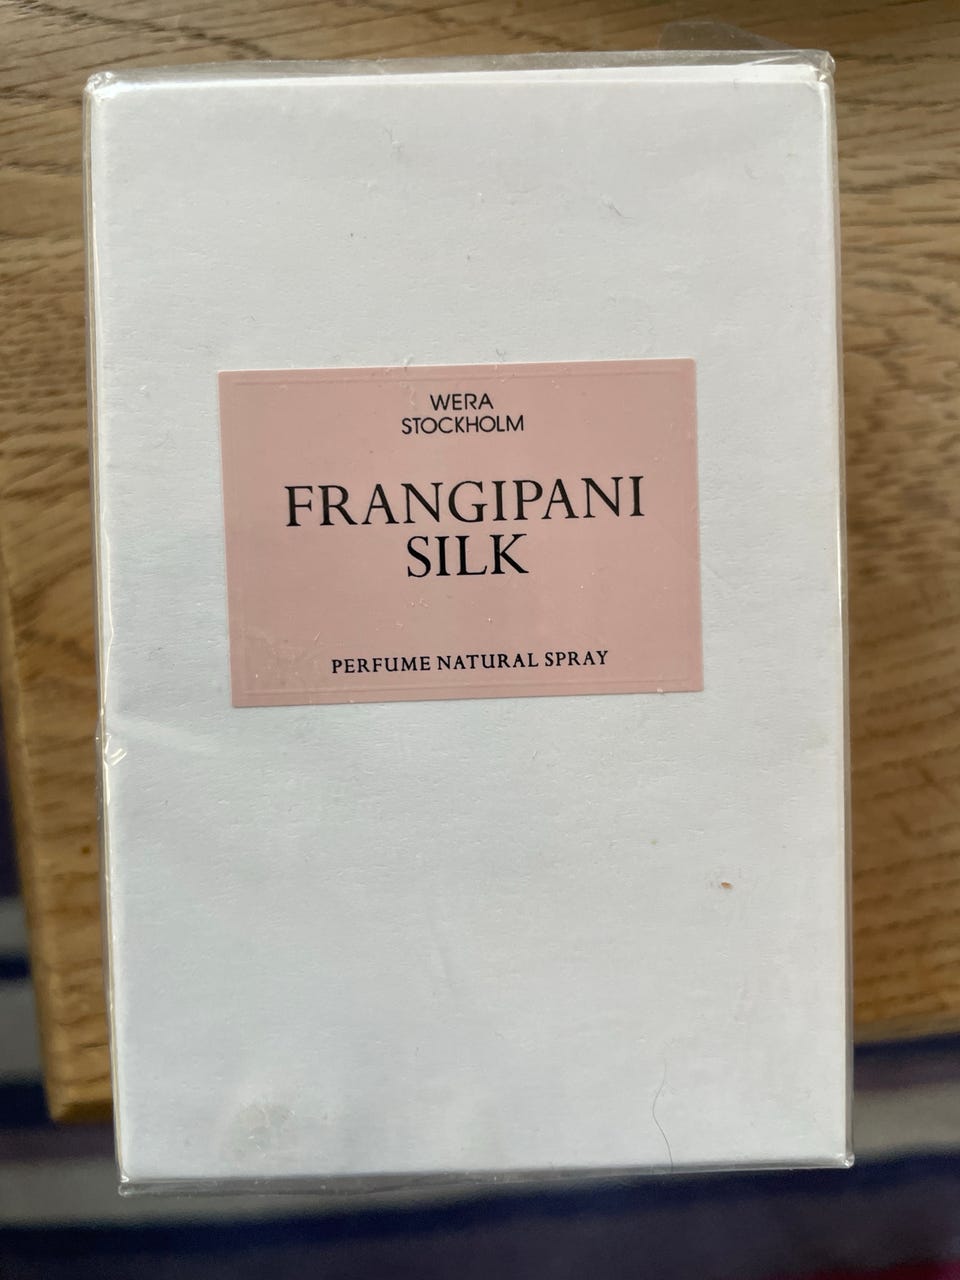 WERA
STOCKHOLM
FRANGIPANI
SILK
PERFUME NATURAL SPRAY